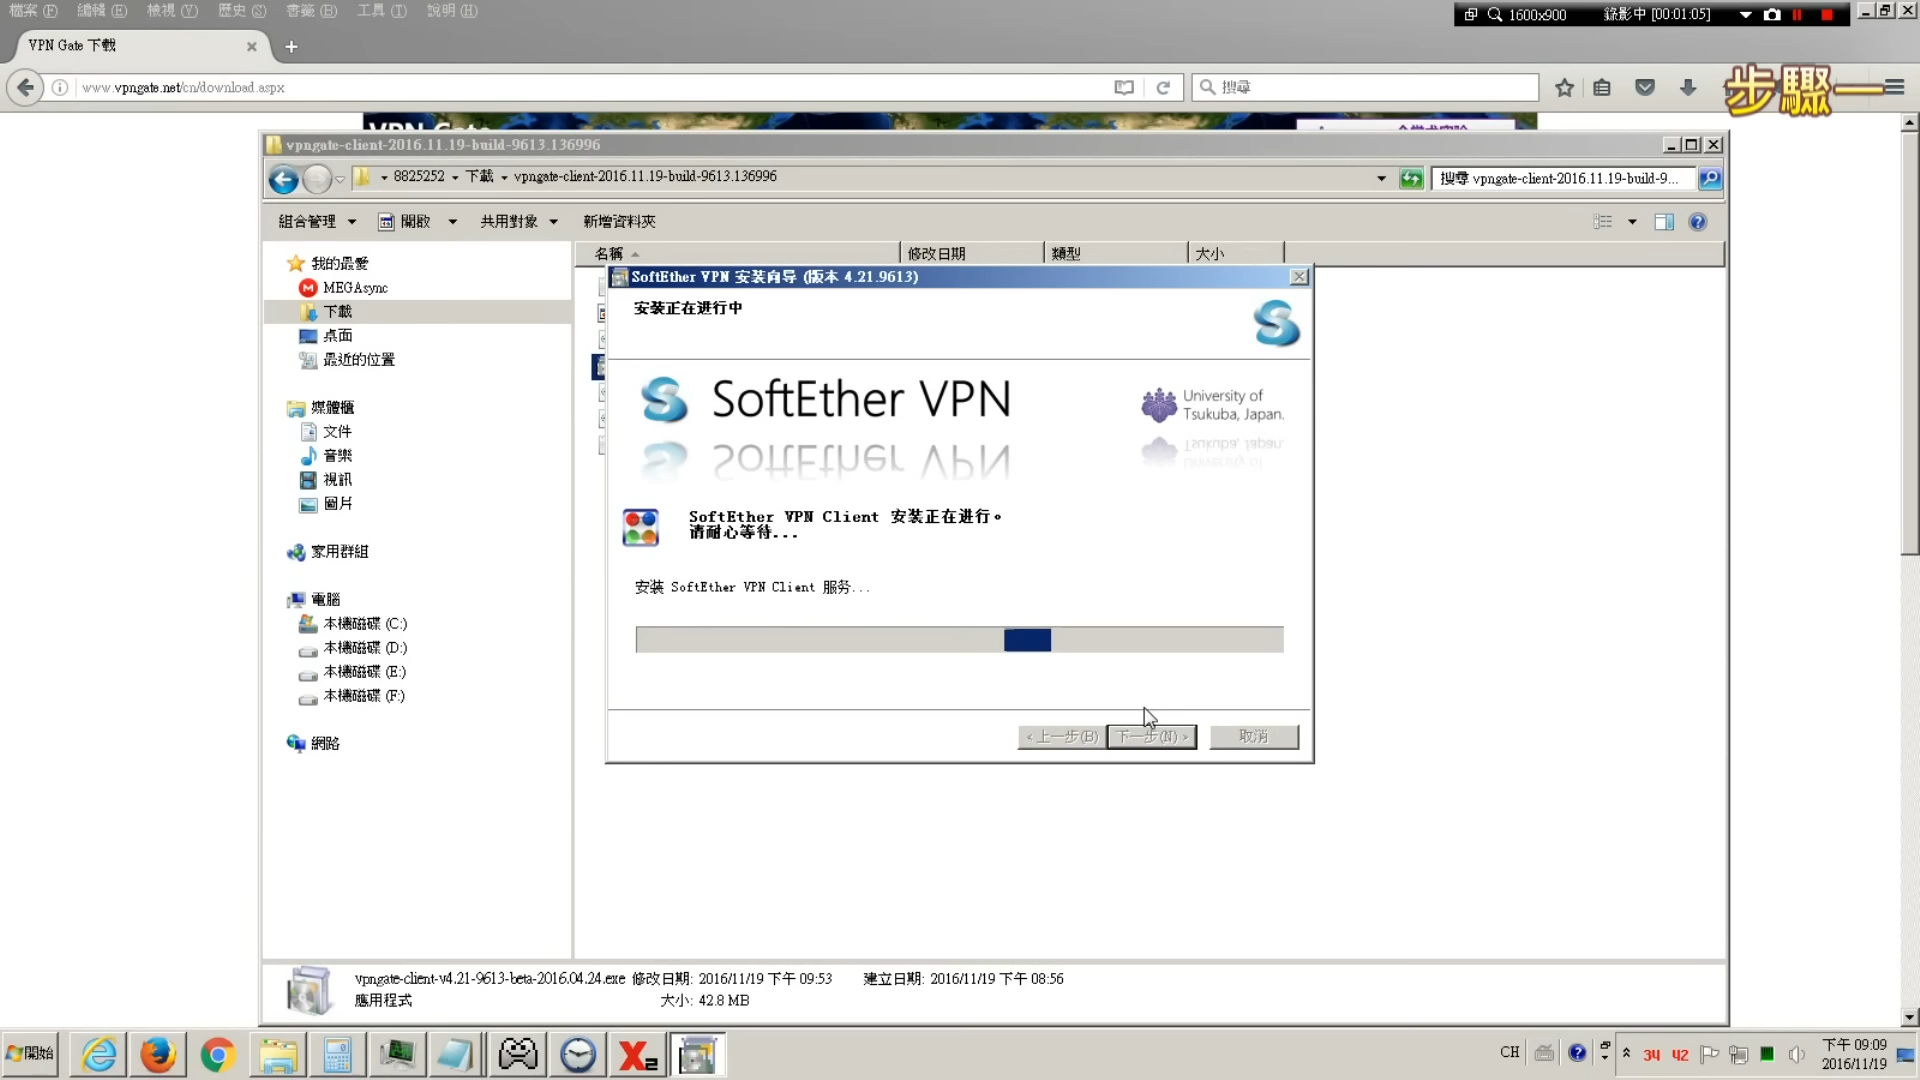 檔案 (F) 編輯 (E) 檢視 (V) 歷史 (S) 書籤 (B) 工具 (T) 說明 (H)
1600x900 錄影中 [00:01:05]
VPN Gate 下載
www.vpngate.net/cn/download.aspx
搜尋
步驟一
VPN Gate
vpngate-client-2016.11.19-build-9613.136996
8825252 下載 vpngate-client-2016.11.19-build-9613.136996
搜尋 vpngate-client-2016.11.19-build-9...
組合管理 開啟 共用對象 新增資料夾
名稱 修改日期 類型 大小
我的最愛
MEGAsync
下載
桌面
最近的位置
媒體櫃
文件
音樂
視訊
圖片
家用群組
電腦
本機磁碟 (C:)
本機磁碟 (D:)
本機磁碟 (E:)
本機磁碟 (F:)
網路
SoftEther VPN 安装向导 (版本 4.21.9613)
安装正在进行中
SoftEther VPN
University of
Tsukuba, Japan.
SoftEther VPN Client 安装正在进行。
请耐心等待...
安装 SoftEther VPN Client 服务...
<上一步(B)
下一步(N) >
取消
vpngate-client-v4.21-9613-beta-2016.04.24.exe 修改日期: 2016/11/19 下午 09:53 建立日期: 2016/11/19 下午 08:56
應用程式 大小: 42.8 MB
開始
CH
34 42
下午 09:09
2016/11/19